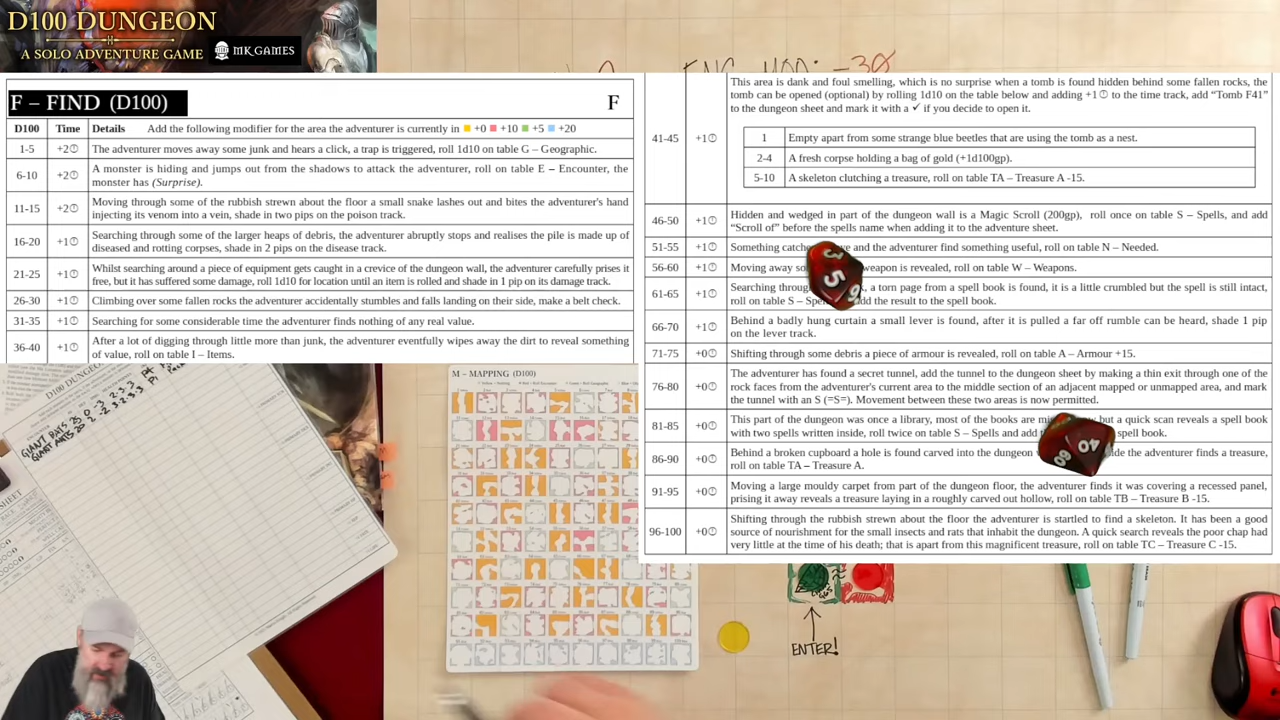 D100 DUNGEON
II
A SOLO ADVENTURE GAME
MK GAMES
ENC MOD: -30
F – FIND (D100)
F
D100 Time Details Add the following modifier for the area the adventurer is currently in +0 +10 +5 +20
1-5 +2 The adventurer moves away some junk and hears a click, a trap is triggered, roll 1d10 on table G – Geographic.
6-10 +2 A monster is hiding and jumps out from the shadows to attack the adventurer, roll on table E – Encounter, the
monster has (Surprise).
11-15 +2 Moving through some of the rubbish strewn about the floor a small snake lashes out and bites the adventurer's hand
injecting its venom into a vein, shade in two pips on the poison track.
16-20 +1 Searching through some of the larger heaps of debris, the adventurer abruptly stops and realises the pile is made up of
diseased and rotting corpses, shade in 2 pips on the disease track.
21-25 +1 Whilst searching around a piece of equipment gets caught in a crevice of the dungeon wall, the adventurer carefully prises it
free, but it has suffered some damage, roll 1d10 for location until an item is rolled and shade in 1 pip on its damage track.
26-30 +1 Climbing over some fallen rocks the adventurer accidentally stumbles and falls landing on their side, make a belt check.
31-35 +1 Searching for some considerable time the adventurer finds nothing of any real value.
36-40 +1 After a lot of digging through little more than junk, the adventurer eventfully wipes away the dirt to reveal something
of value, roll on table I – Items.
41-45 +1 This area is dank and foul smelling, which is no surprise when a tomb is found hidden behind some fallen rocks, the
tomb can be opened (optional) by rolling 1d10 on the table below and adding +1 to the time track, add “Tomb F41”
to the dungeon sheet and mark it with a ✓ if you decide to open it.
1 Empty apart from some strange blue beetles that are using the tomb as a nest.
2-4 A fresh corpse holding a bag of gold (+1d100gp).
5-10 A skeleton clutching a treasure, roll on table TA – Treasure A -15.
46-50 +1 Hidden and wedged in part of the dungeon wall is a Magic Scroll (200gp), roll once on table S – Spells, and add
“Scroll of” before the spells name when adding it to the adventure sheet.
51-55 +1 Something catches and the adventurer find something useful, roll on table N – Needed.
56-60 +1 Moving away weapon is revealed, roll on table W – Weapons.
61-65 +1 Searching through a torn page from a spell book is found, it is a little crumbled but the spell is still intact,
roll on table S – add the result to the spell book.
66-70 +1 Behind a badly hung curtain a small lever is found, after it is pulled a far off rumble can be heard, shade 1 pip
on the lever track.
71-75 +0 Shifting through some debris a piece of armour is revealed, roll on table A – Armour +15.
76-80 +0 The adventurer has found a secret tunnel, add the tunnel to the dungeon sheet by making a thin exit through one of the
rock faces from the adventurer's current area to the middle section of an adjacent mapped or unmapped area, and mark
the tunnel with an S (=S=). Movement between these two areas is now permitted.
81-85 +0 This part of the dungeon was once a library, most of the books are but a quick scan reveals a spell book
with two spells written inside, roll twice on table S – Spells and add spell book.
86-90 +0 Behind a broken cupboard a hole is found carved into the dungeon the adventurer finds a treasure,
roll on table TA – Treasure A.
91-95 +0 Moving a large mouldy carpet from part of the dungeon floor, the adventurer finds it was covering a recessed panel,
prising it away reveals a treasure laying in a roughly carved out hollow, roll on table TB – Treasure B -15.
96-100 +0 Shifting through the rubbish strewn about the floor the adventurer is startled to find a skeleton. It has been a good
source of nourishment for the small insects and rats that inhabit the dungeon. A quick search reveals the poor chap had
very little at the time of his death; that is apart from this magnificent treasure, roll on table TC – Treasure C -15.
3
5
9
40
60
M – MAPPING (D100)
GIANT RATS
GIANT ANTS
SHEET
ENTER!